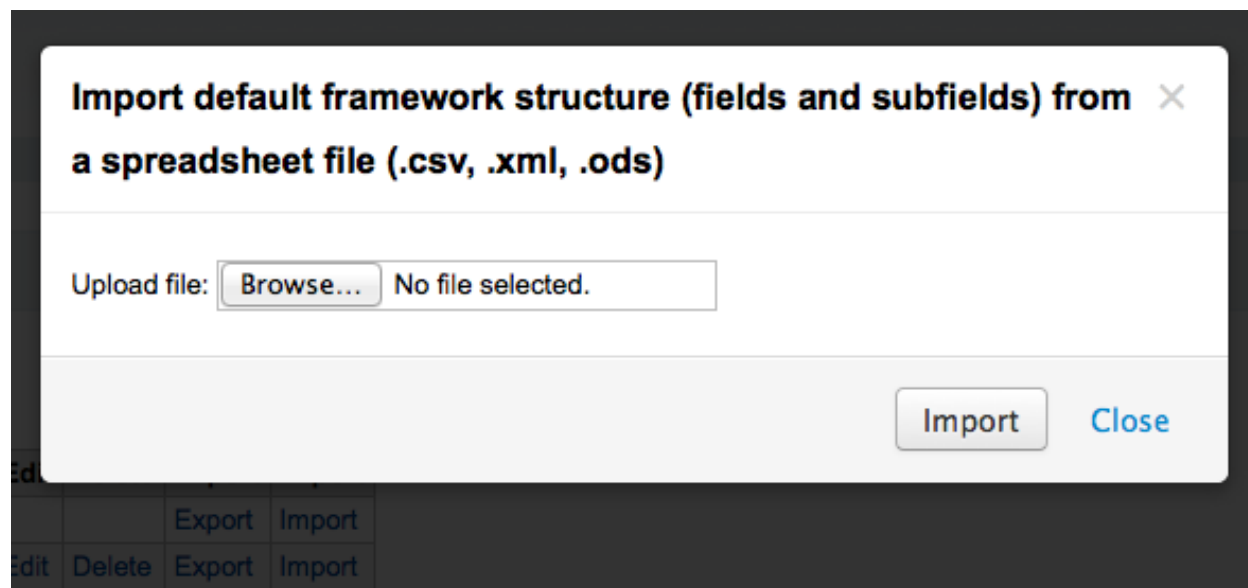 Import default framework structure (fields and subfields) from ×
a spreadsheet file (.csv, .xml, .ods)
Upload file: Browse... No file selected.
Import Close
Export Import
Edit Delete Export Import